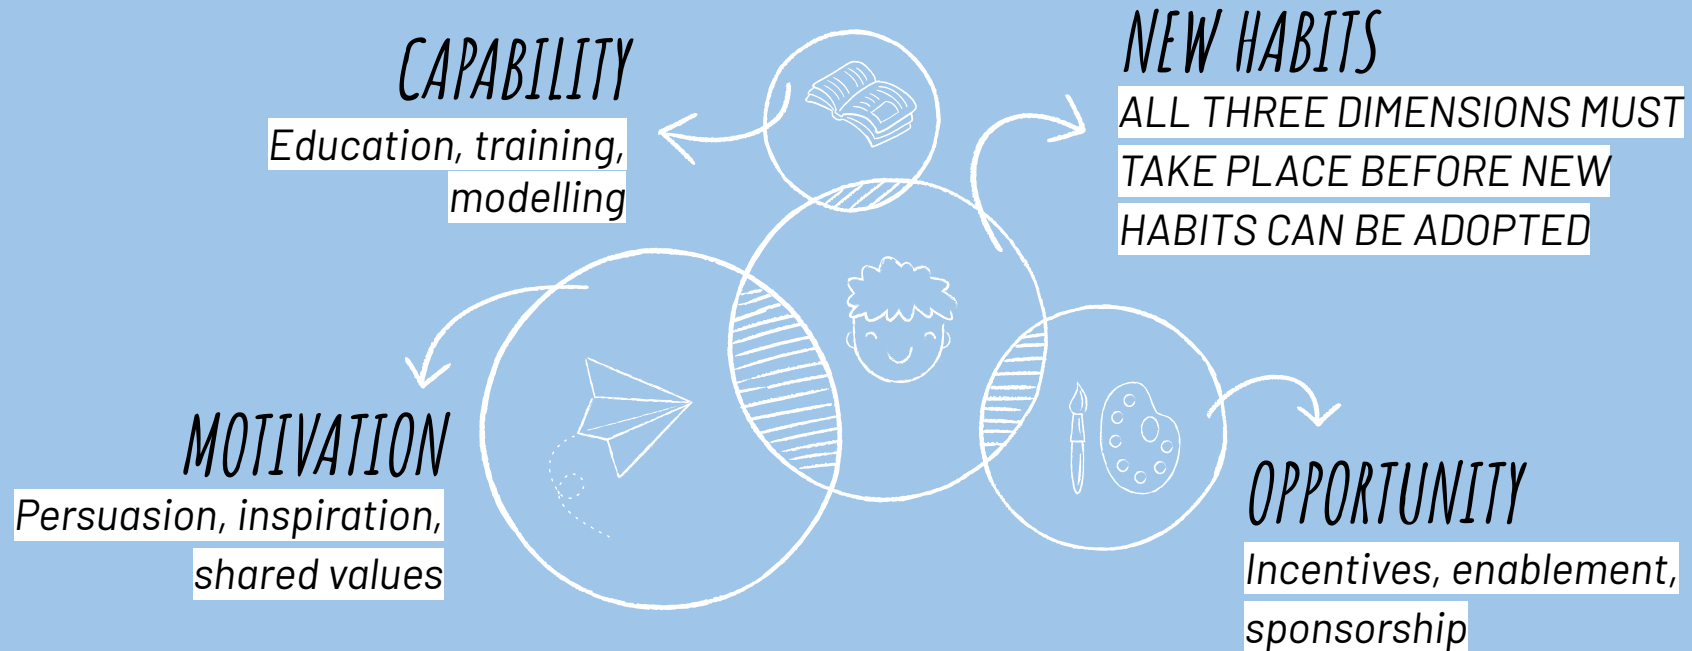 CAPABILITY
Education, training,
modelling
NEW HABITS
ALL THREE DIMENSIONS MUST
TAKE PLACE BEFORE NEW
HABITS CAN BE ADOPTED
MOTIVATION
Persuasion, inspiration,
shared values
OPPORTUNITY
Incentives, enablement,
sponsorship